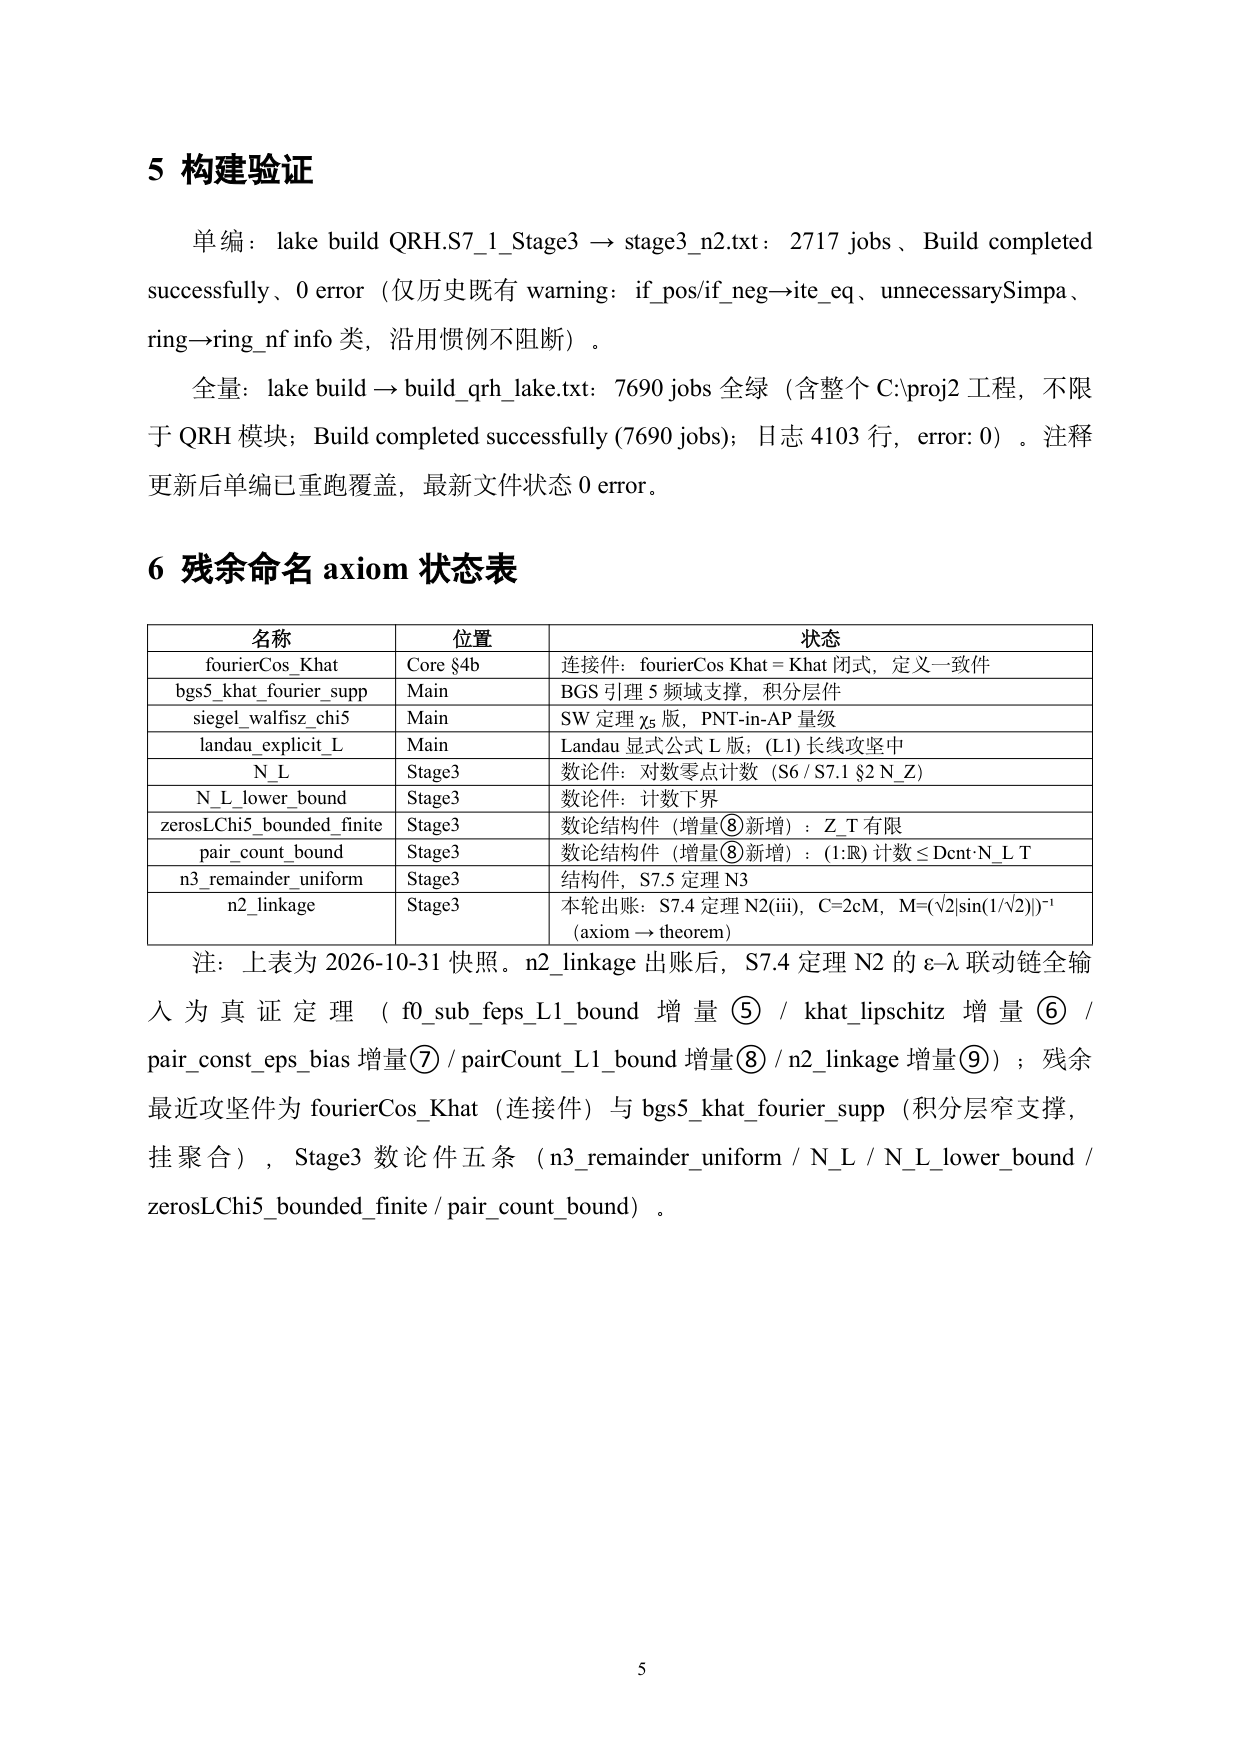 5 构建验证
单编：lake build QRH.S7_1_Stage3 → stage3_n2.txt：2717 jobs、Build completed
successfully、0 error（仅历史既有 warning：if_pos/if_neg→ite_eq、unnecessarySimpa、
ring→ring_nf info 类，沿用惯例不阻断）。
全量：lake build → build_qrh_lake.txt：7690 jobs 全绿（含整个 C:\proj2 工程，不限
于 QRH 模块；Build completed successfully (7690 jobs)；日志 4103 行，error: 0）。注释
更新后单编已重跑覆盖，最新文件状态 0 error。
6 残余命名 axiom 状态表
名称 位置 状态
fourierCos_Khat Core §4b 连接件：fourierCos Khat = Khat 闭式，定义一致件
bgs5_khat_fourier_supp Main BGS 引理 5 频域支撑，积分层件
siegel_walfisz_chi5 Main SW 定理 χ₅ 版，PNT-in-AP 量级
landau_explicit_L Main Landau 显式公式 L 版；(L1) 长线攻坚中
N_L Stage3 数论件：对数零点计数（S6 / S7.1 §2 N_Z）
N_L_lower_bound Stage3 数论件：计数下界
zerosLChi5_bounded_finite Stage3 数论结构件（增量⑧新增）：Z_T 有限
pair_count_bound Stage3 数论结构件（增量⑧新增）：(1:ℝ) 计数 ≤ Dcnt·N_L T
n3_remainder_uniform Stage3 结构件，S7.5 定理 N3
n2_linkage Stage3 本轮出账：S7.4 定理 N2(iii)，C=2cM，M=(√2|sin(1/√2)|)⁻¹
（axiom → theorem）
注：上表为 2026-10-31 快照。n2_linkage 出账后，S7.4 定理 N2 的 ε–λ 联动链全输
入为真证定理（f0_sub_feps_L1_bound 增量⑤ / khat_lipschitz 增量⑥ /
pair_const_eps_bias 增量⑦ / pairCount_L1_bound 增量⑧ / n2_linkage 增量⑨）；残余
最近攻坚件为 fourierCos_Khat（连接件）与 bgs5_khat_fourier_supp（积分层窄支撑，
挂聚合），Stage3 数论件五条（n3_remainder_uniform / N_L / N_L_lower_bound /
zerosLChi5_bounded_finite / pair_count_bound）。
5